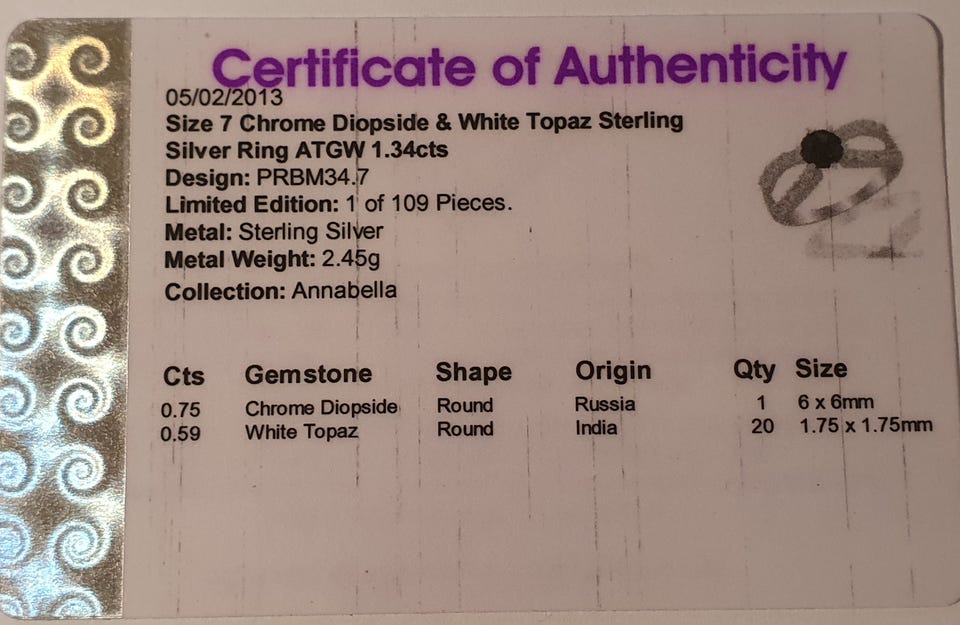 Certificate of Authenticity
05/02/2013
Size 7 Chrome Diopside & White Topaz Sterling
Silver Ring ATGW 1.34cts
Design: PRBM34.7
Limited Edition: 1 of 109 Pieces.
Metal: Sterling Silver
Metal Weight: 2.45g
Collection: Annabella
Cts Gemstone Shape Origin Qty Size
0.75 Chrome Diopside Round Russia 1 6 x 6mm
0.59 White Topaz Round India 20 1.75 x 1.75mm